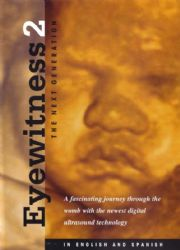 Eyewitness 2
THE NEXT GENERATION
A fascinating journey through the
womb with the newest digital
ultrasound technology
IN ENGLISH AND SPANISH